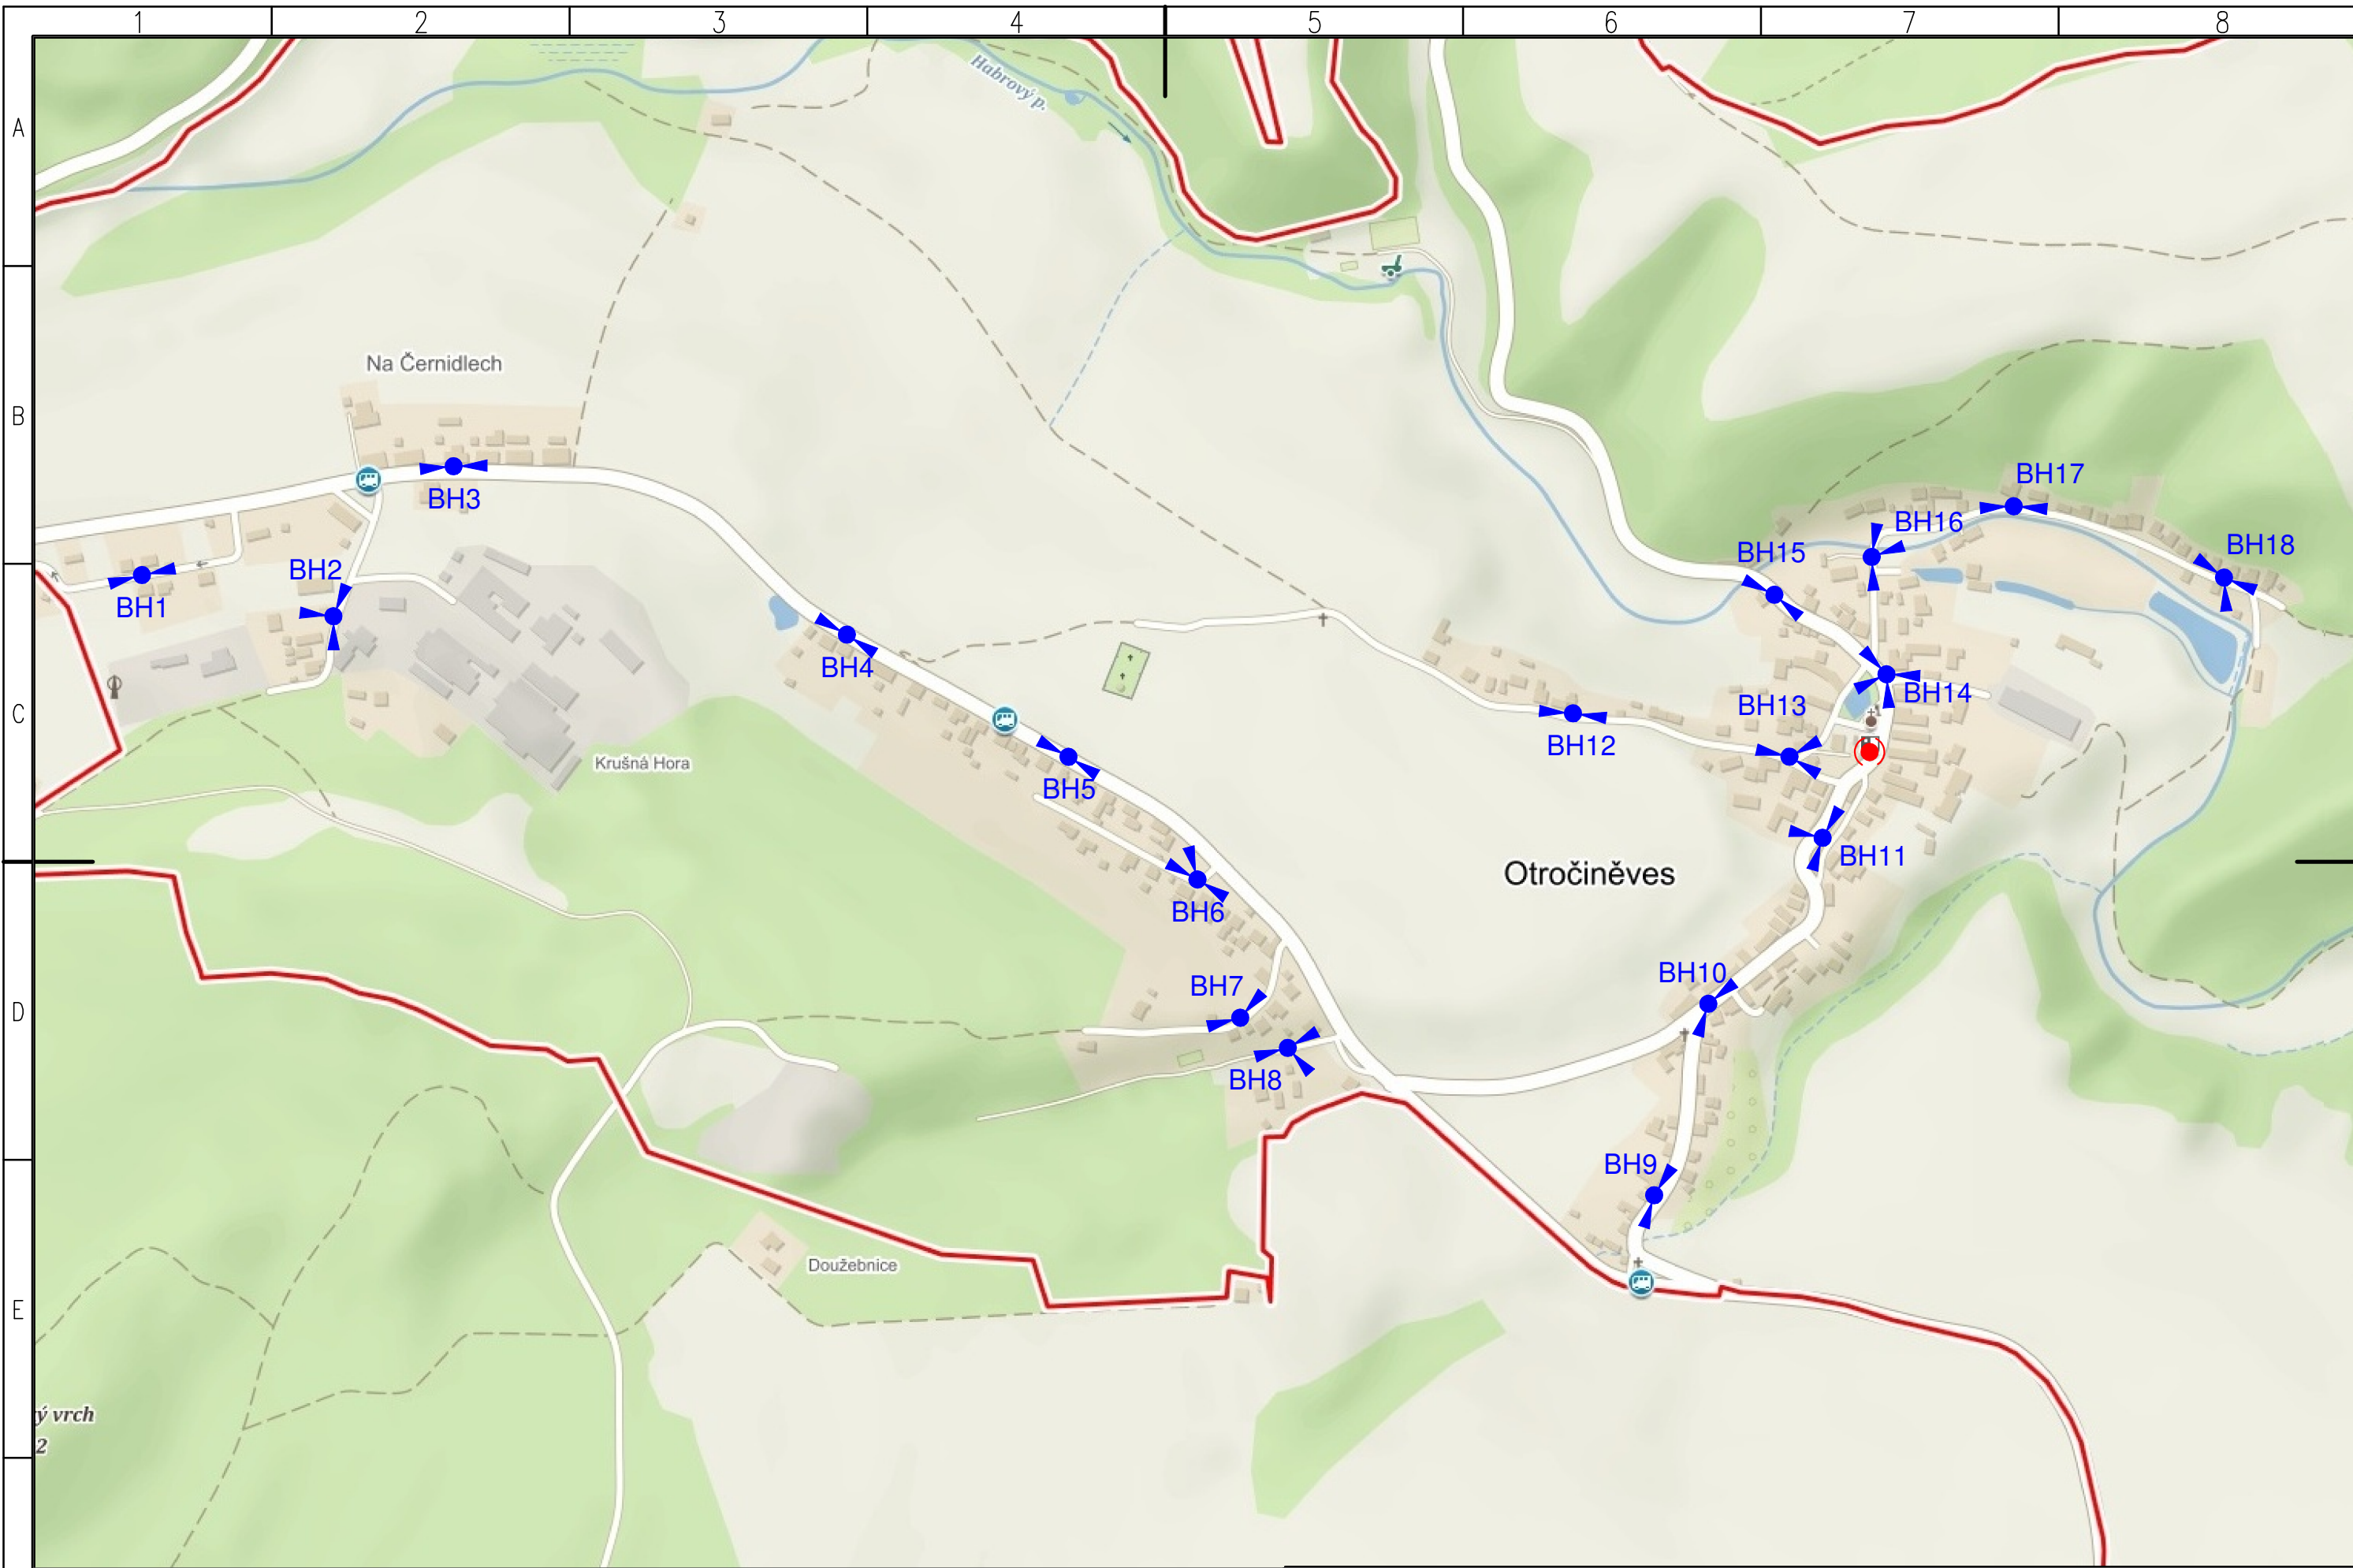 1 2 3 4 5 6 7 8
A
Habrový p.
B
Na Černidlech
BH3
BH17
BH16
BH15
BH18
BH2
BH1
BH4
C
BH14
BH13
BH12
Krušná Hora
BH5
BH11
Otročiněves
BH6
BH10
BH7
D
BH8
BH9
Doužebnice
E
ý vrch
2